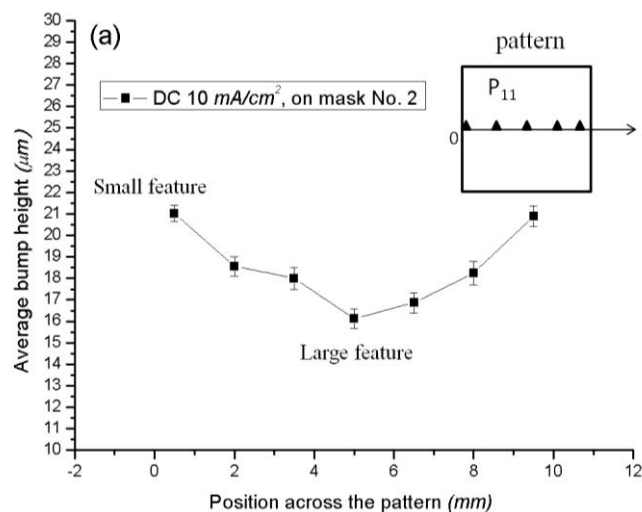 (a)
pattern
DC 10 mA/cm², on mask No. 2
P₁₁
0
Small feature
Large feature
Average bump height (μm)
30
29
28
27
26
25
24
23
22
21
20
19
18
17
16
15
14
13
12
11
10
-2 0 2 4 6 8 10 12
Position across the pattern (mm)